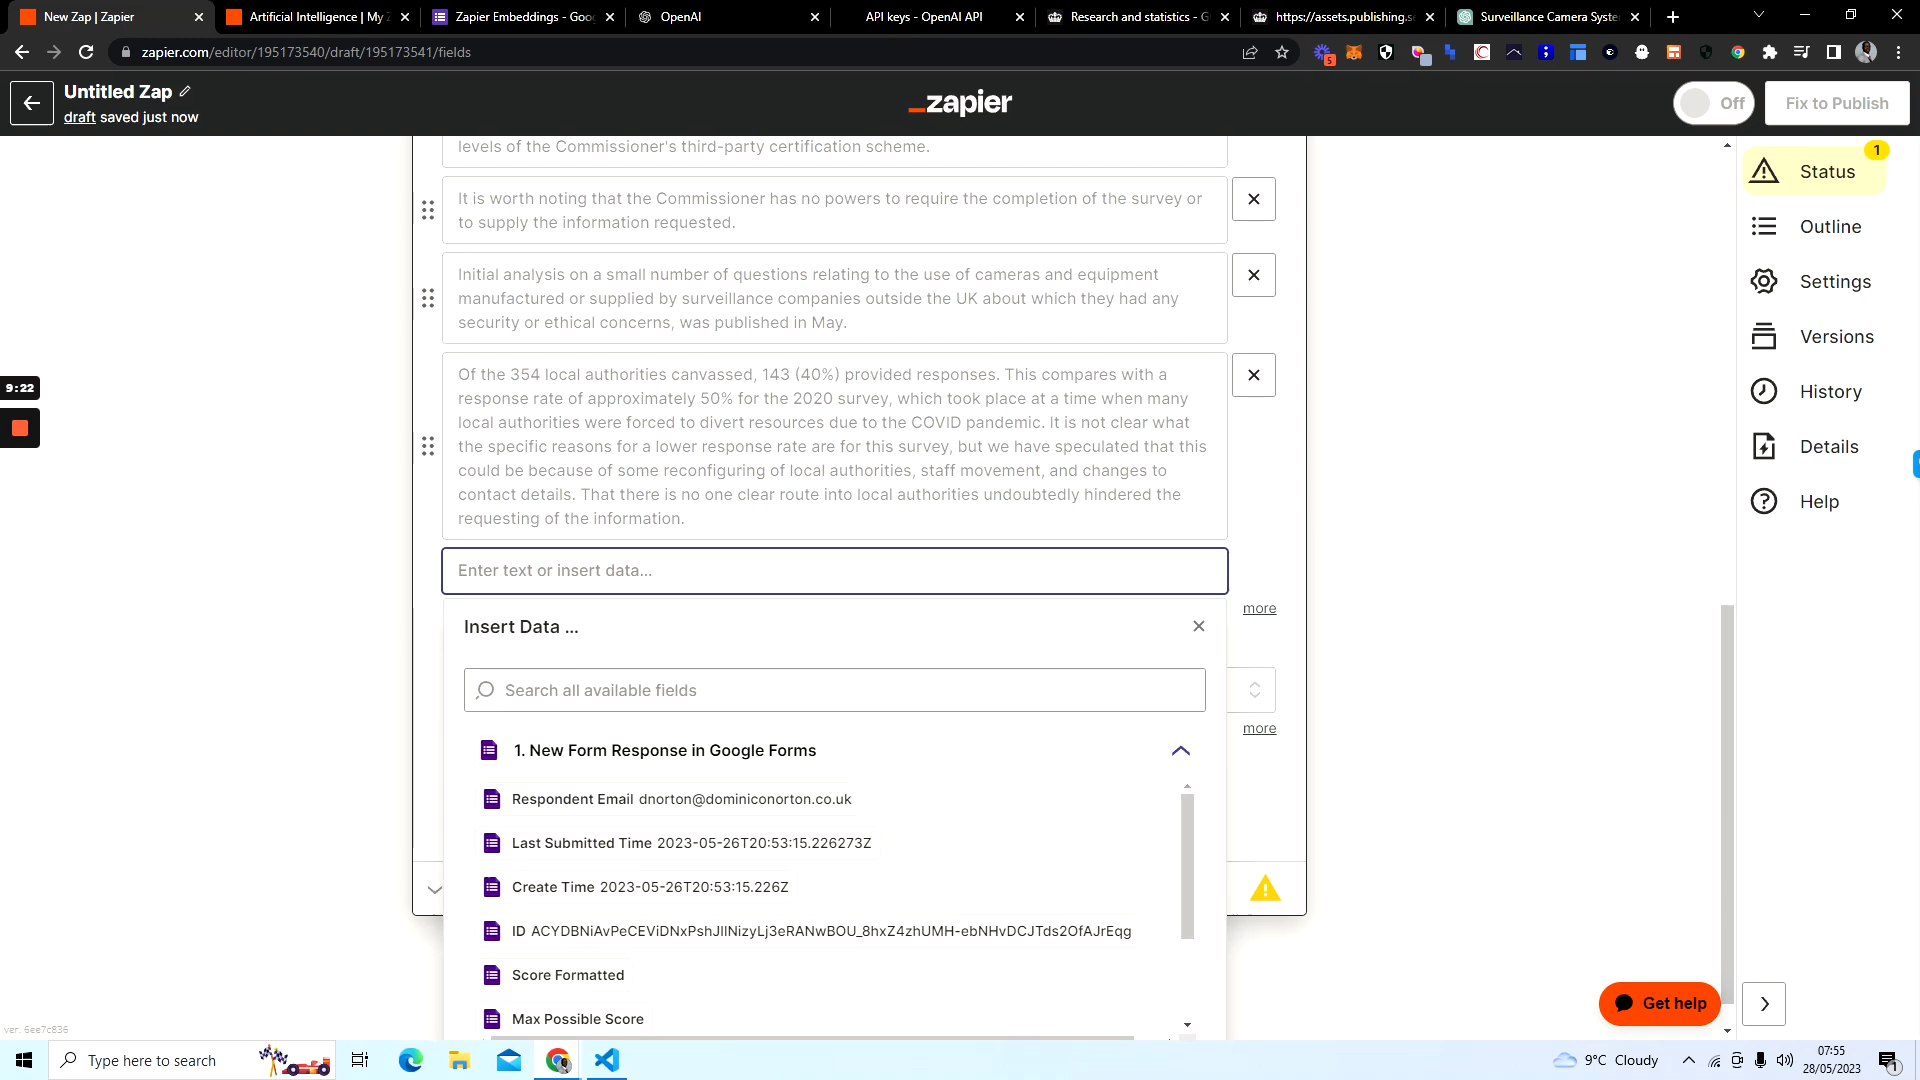 New Zap | Zapier
Artificial Intelligence | My Z
Zapier Embeddings - Goo
OpenAI
API keys - OpenAI API
Research and statistics - G
https://assets.publishing.se
Surveillance Camera Syste
zapier.com/editor/195173540/draft/195173541/fields
5
Untitled Zap
draft saved just now
_zapier
Off
Fix to Publish
levels of the Commissioner's third-party certification scheme.
It is worth noting that the Commissioner has no powers to require the completion of the survey or
to supply the information requested.
Initial analysis on a small number of questions relating to the use of cameras and equipment
manufactured or supplied by surveillance companies outside the UK about which they had any
security or ethical concerns, was published in May.
Of the 354 local authorities canvassed, 143 (40%) provided responses. This compares with a
response rate of approximately 50% for the 2020 survey, which took place at a time when many
local authorities were forced to divert resources due to the COVID pandemic. It is not clear what
the specific reasons for a lower response rate are for this survey, but we have speculated that this
could be because of some reconfiguring of local authorities, staff movement, and changes to
contact details. That there is no one clear route into local authorities undoubtedly hindered the
requesting of the information.
Enter text or insert data...
more
Insert Data ...
Search all available fields
more
1. New Form Response in Google Forms
Respondent Email dnorton@dominiconorton.co.uk
Last Submitted Time 2023-05-26T20:53:15.226273Z
Create Time 2023-05-26T20:53:15.226Z
ID ACYDBNiAvPeCEViDNxPshJIlNizyLj3eRANwBOU_8hxZ4zhUMH-ebNHvDCJTds2OfAJrEqg
Score Formatted
Max Possible Score
9:22
1
Status
Outline
Settings
Versions
History
Details
Help
Get help
ver. 6ee7c836
Type here to search
9°C Cloudy
07:55
28/05/2023
1